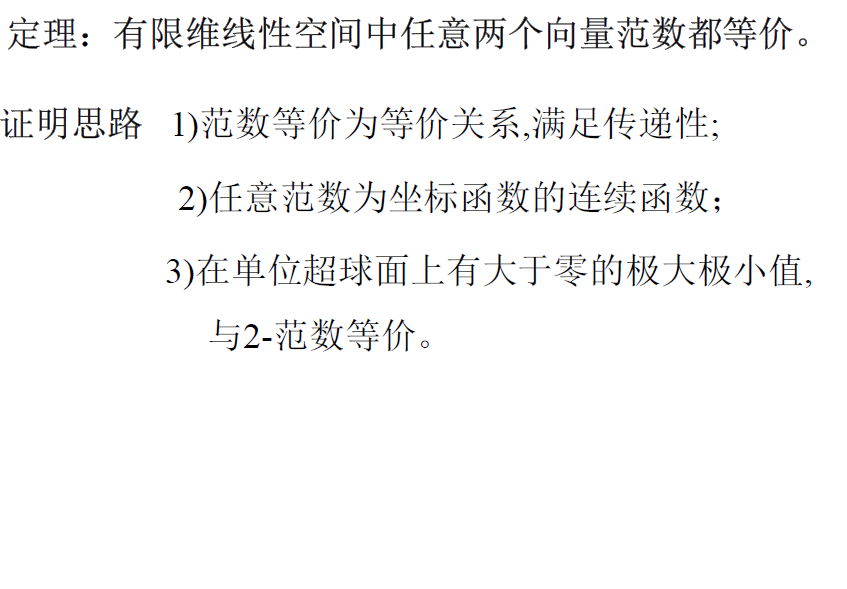 定理：有限维线性空间中任意两个向量范数都等价。
证明思路 1)范数等价为等价关系,满足传递性;
2)任意范数为坐标函数的连续函数；
3)在单位超球面上有大于零的极大极小值,
与2-范数等价。